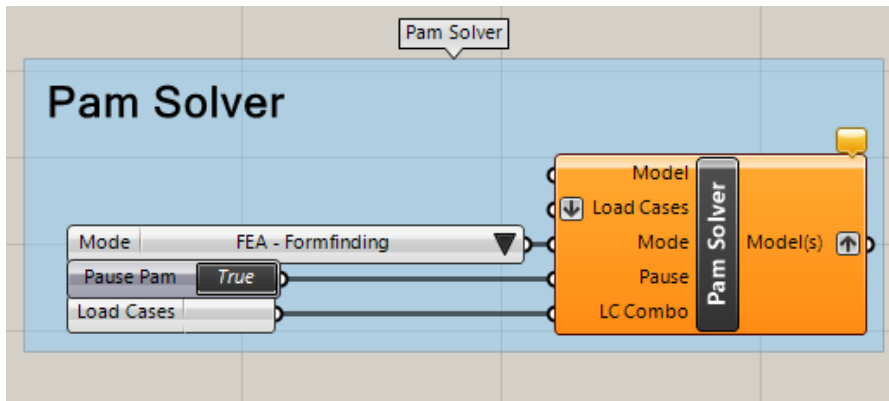 Pam Solver
Pam Solver
Model
Load Cases
Mode FEA - Formfinding Mode Pam Solver Model(s)
Pause Pam True Pause
Load Cases LC Combo